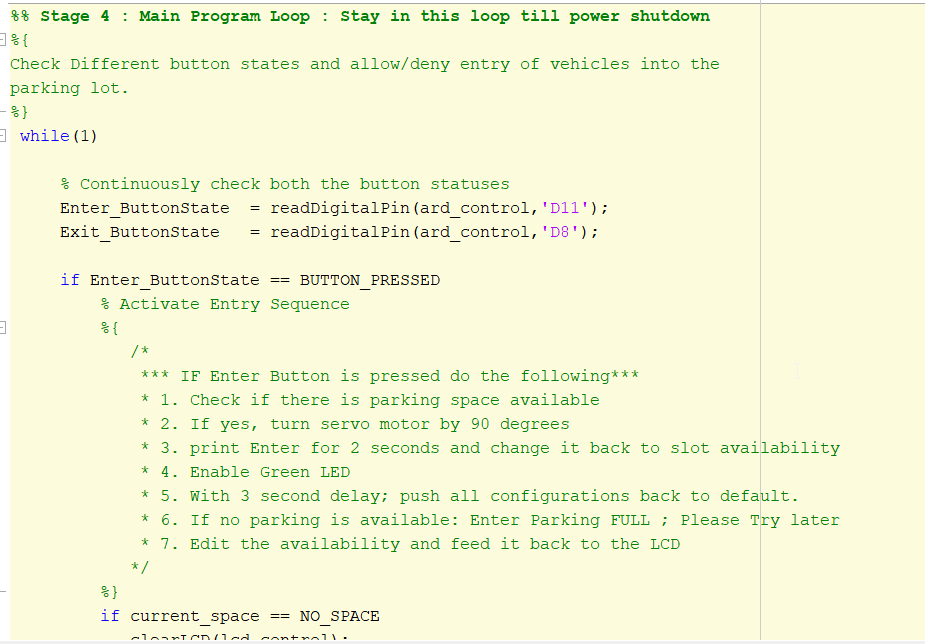 %% Stage 4 : Main Program Loop : Stay in this loop till power shutdown
%{
Check Different button states and allow/deny entry of vehicles into the
parking lot.
%}
while(1)
% Continuously check both the button statuses
Enter_ButtonState  = readDigitalPin(ard_control,'D11');
Exit_ButtonState   = readDigitalPin(ard_control,'D8');
if Enter_ButtonState == BUTTON_PRESSED
% Activate Entry Sequence
%{
/*
*** IF Enter Button is pressed do the following***
* 1. Check if there is parking space available
* 2. If yes, turn servo motor by 90 degrees
* 3. print Enter for 2 seconds and change it back to slot availability
* 4. Enable Green LED
* 5. With 3 second delay; push all configurations back to default.
* 6. If no parking is available: Enter Parking FULL ; Please Try later
* 7. Edit the availability and feed it back to the LCD
*/
%}
if current_space == NO_SPACE
clearLCD(lcd_control);